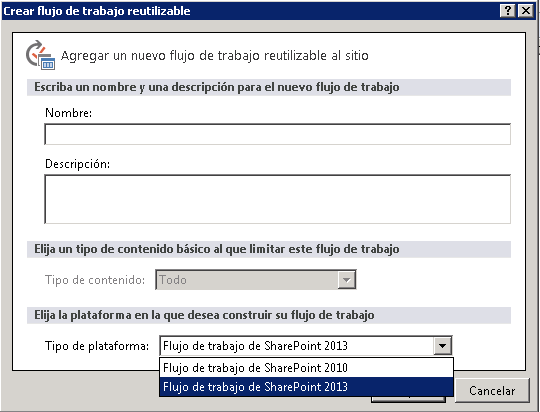 Crear flujo de trabajo reutilizable
Agregar un nuevo flujo de trabajo reutilizable al sitio
Escriba un nombre y una descripción para el nuevo flujo de trabajo
Nombre:
Descripción:
Elija un tipo de contenido básico al que limitar este flujo de trabajo
Tipo de contenido: Todo
Elija la plataforma en la que desea construir su flujo de trabajo
Tipo de plataforma: Flujo de trabajo de SharePoint 2013
Flujo de trabajo de SharePoint 2010
Flujo de trabajo de SharePoint 2013
Cancelar